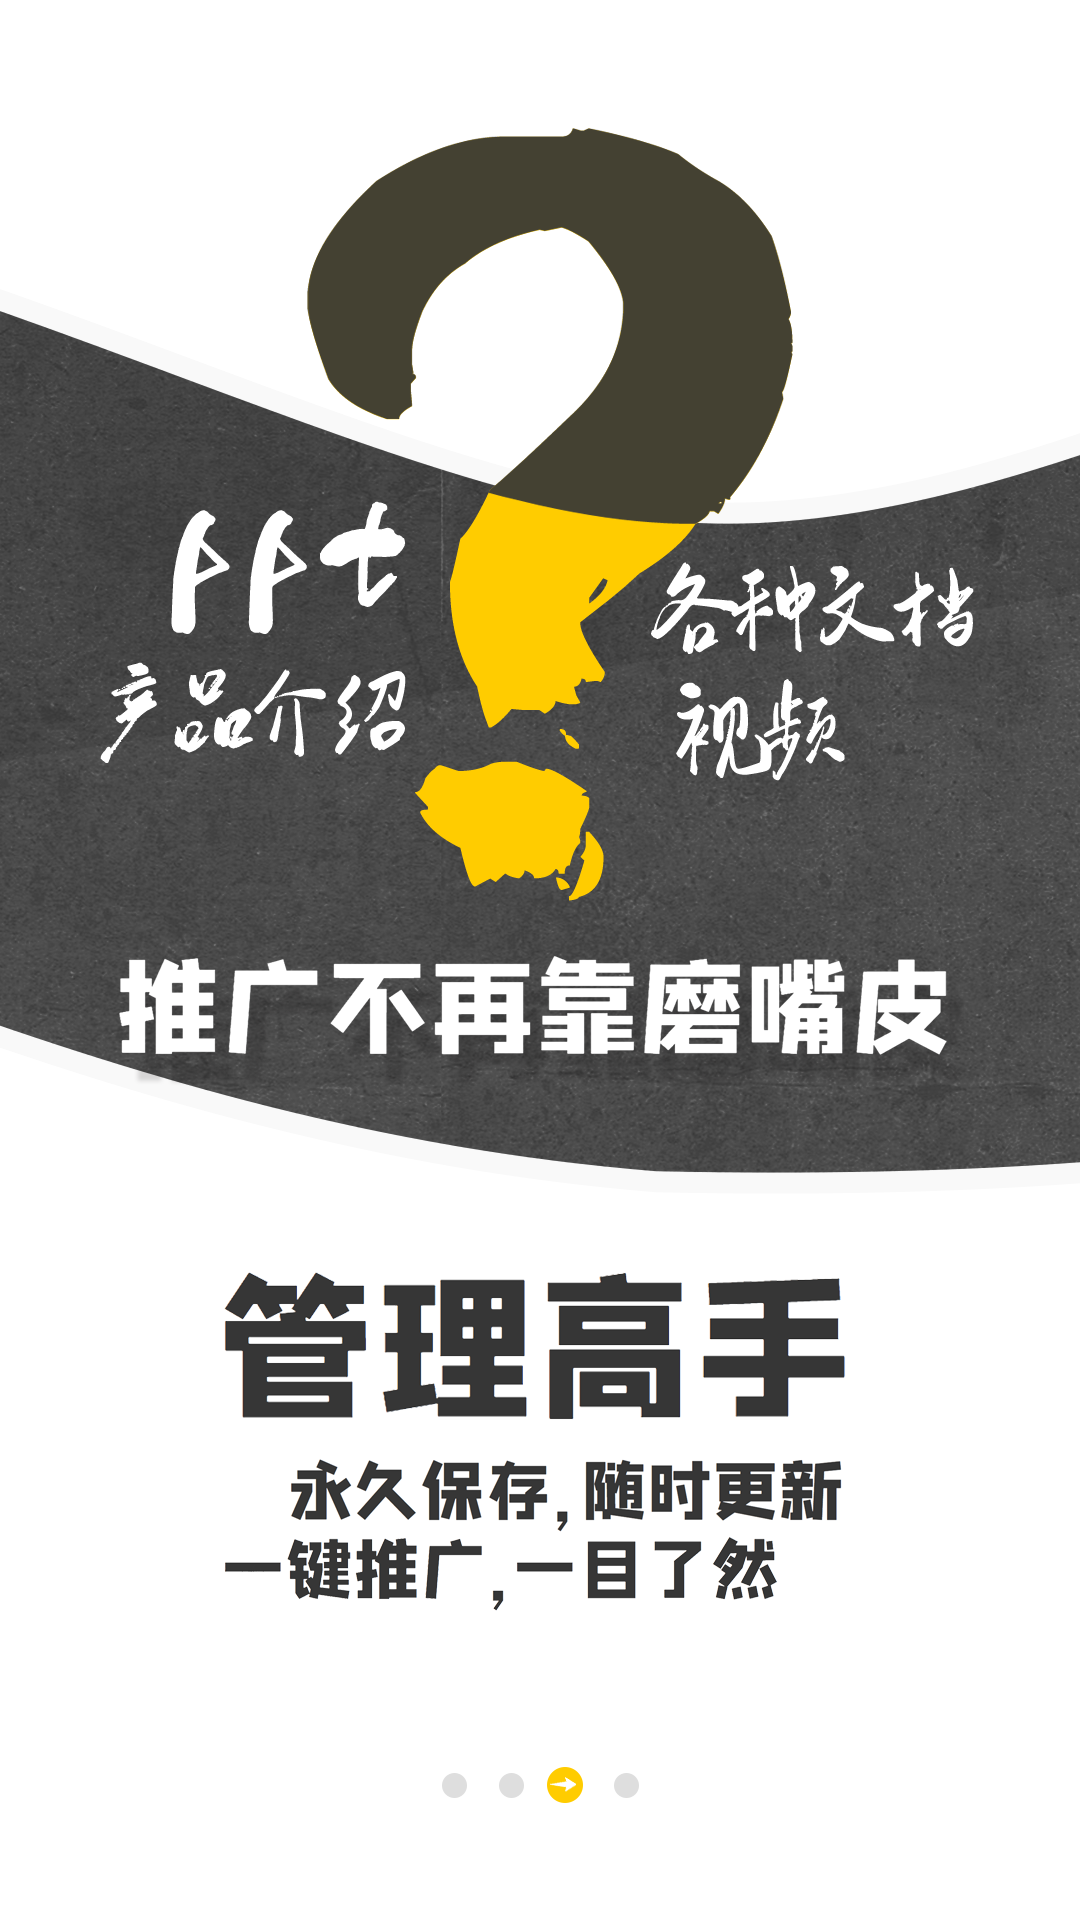 ?
ppt
产品介绍
各种文档
视频
推广不再靠磨嘴皮
管理高手
永久保存,随时更新
一键推广,一目了然